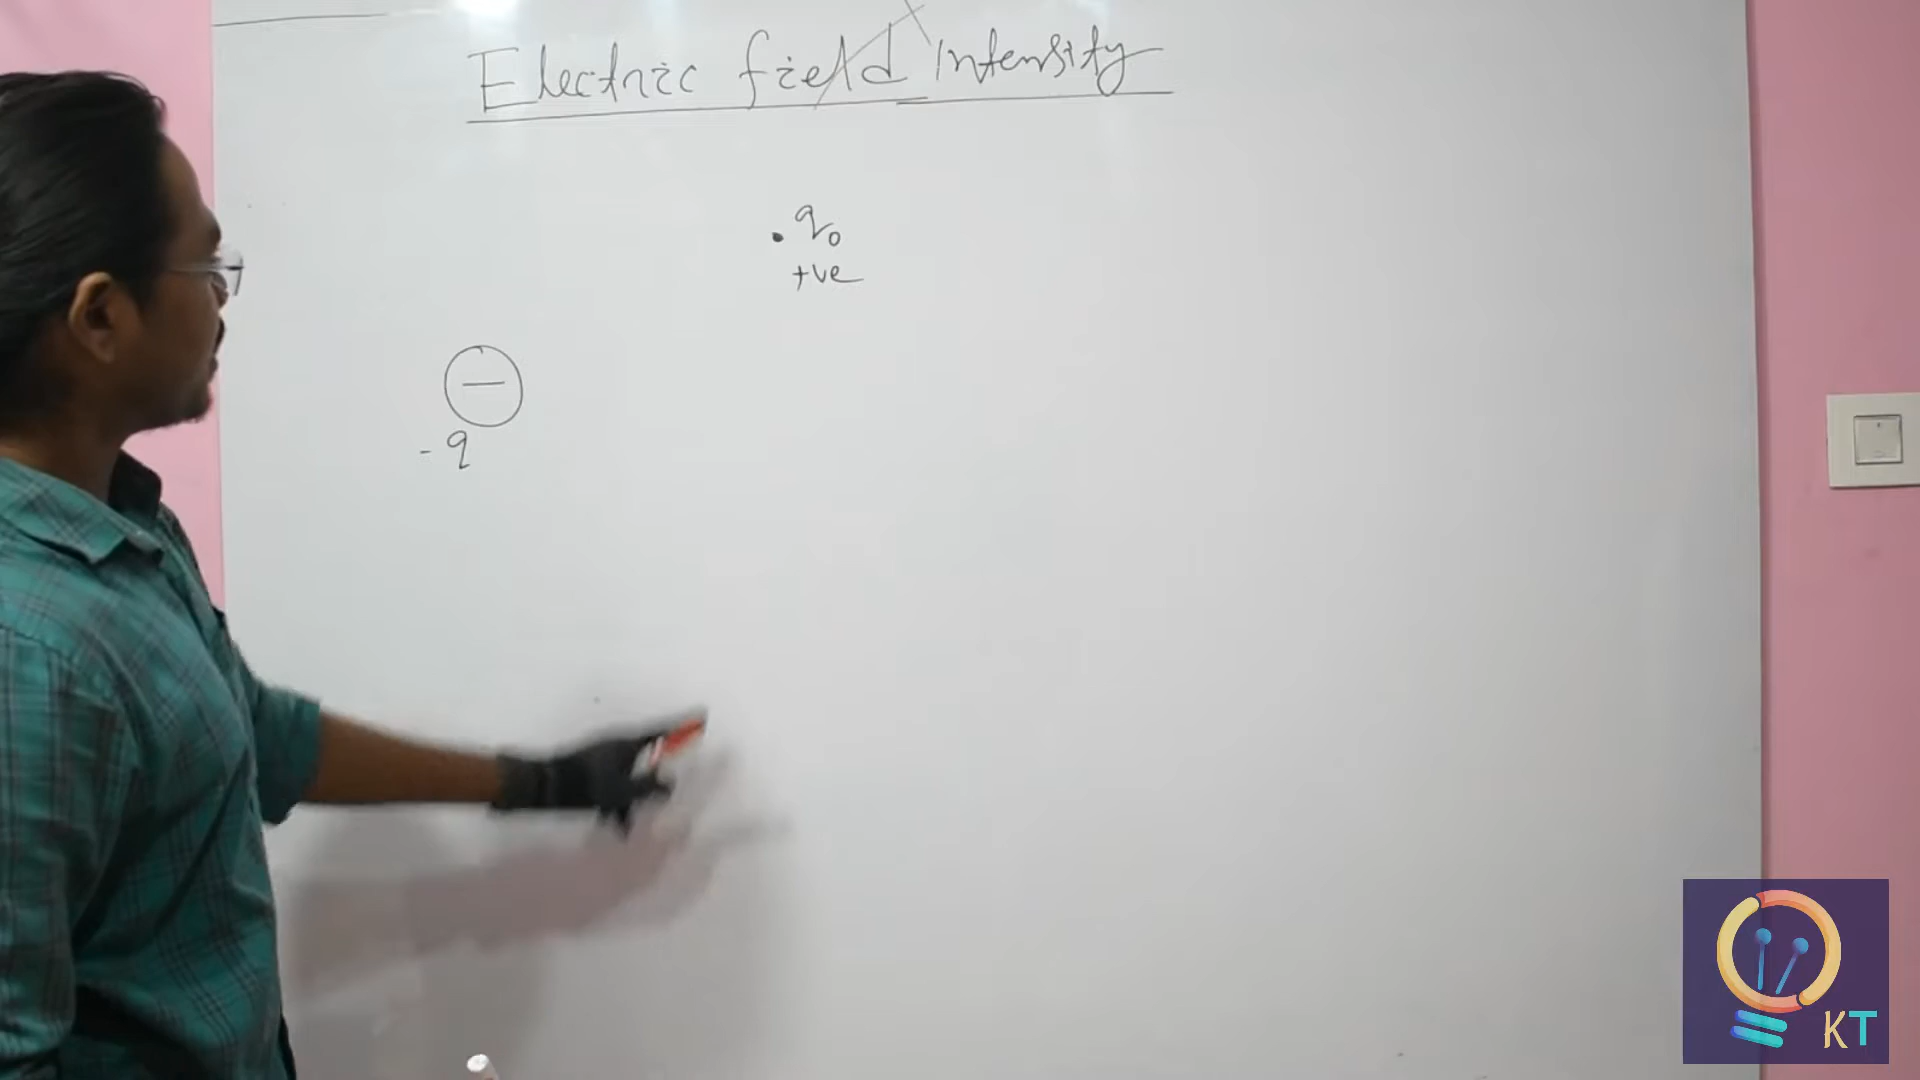 Electric field Intensity
q₀
+ve
−
- q
KT